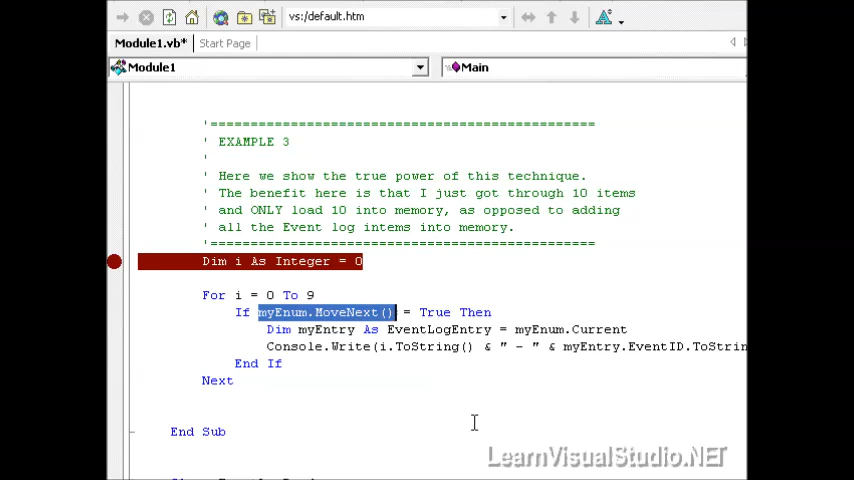 vs:/default.htm
Module1.vb* Start Page
Module1 Main
'================================================
' EXAMPLE 3
'
' Here we show the true power of this technique.
' The benefit here is that I just got through 10 items
' and ONLY load 10 into memory, as opposed to adding
' all the Event log intems into memory.
'================================================
Dim i As Integer = 0
For i = 0 To 9
If myEnum.MoveNext() = True Then
Dim myEntry As EventLogEntry = myEnum.Current
Console.Write(i.ToString() & " - " & myEntry.EventID.ToStrin
End If
Next
End Sub
LearnVisualStudio.NET